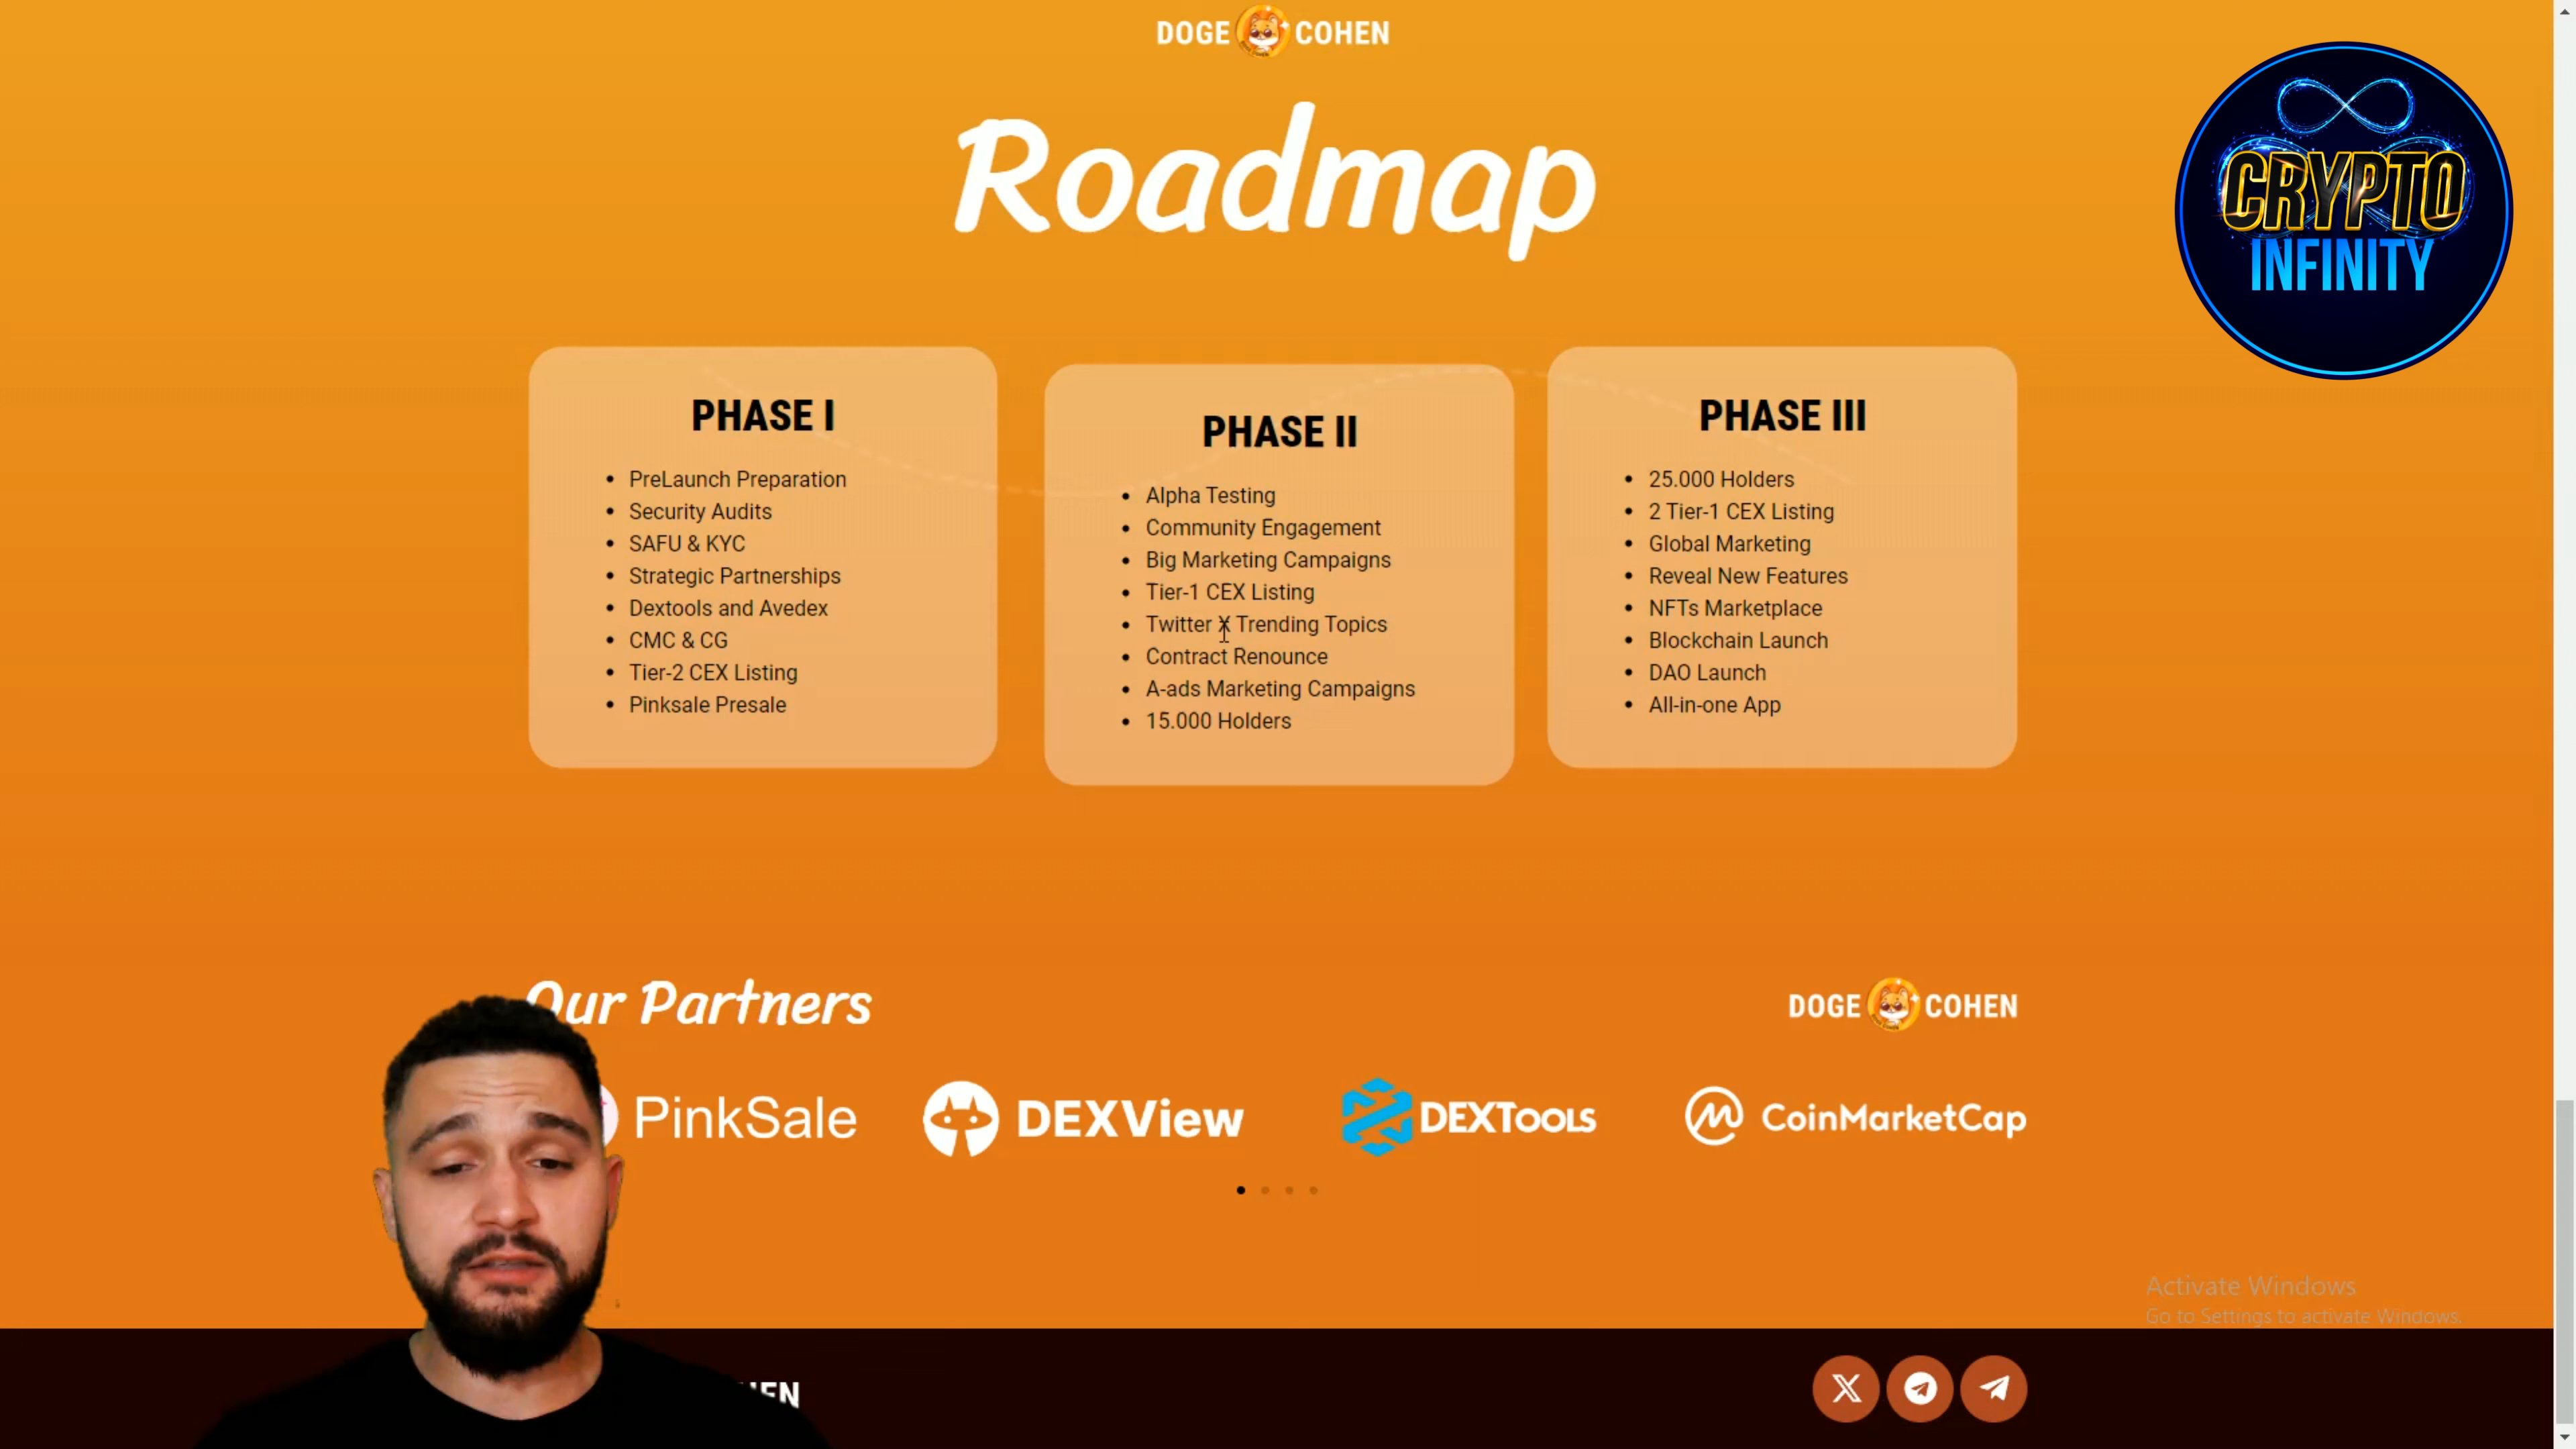 DOGE COHEN
CRYPTO
INFINITY
Roadmap
PHASE I
PreLaunch Preparation
Security Audits
SAFU & KYC
Strategic Partnerships
Dextools and Avedex
CMC & CG
Tier-2 CEX Listing
Pinksale Presale
PHASE II
Alpha Testing
Community Engagement
Big Marketing Campaigns
Tier-1 CEX Listing
Twitter X Trending Topics
Contract Renounce
A-ads Marketing Campaigns
15.000 Holders
PHASE III
25.000 Holders
2 Tier-1 CEX Listing
Global Marketing
Reveal New Features
NFTs Marketplace
Blockchain Launch
DAO Launch
All-in-one App
Our Partners
DOGE COHEN
PinkSale
DEXView
DEXTools
CoinMarketCap
Activate Windows
Go to Settings to activate Windows.